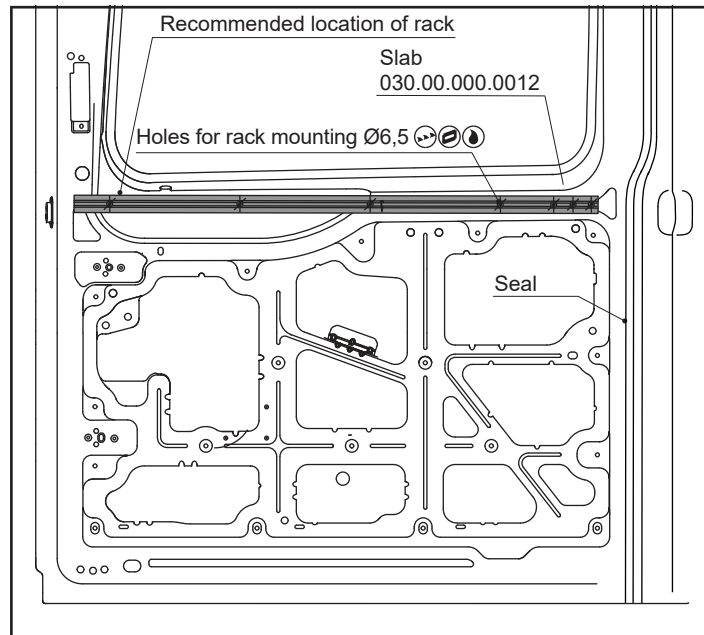 Recommended location of rack
Slab
030.00.000.0012
Holes for rack mounting Ø6,5
Seal